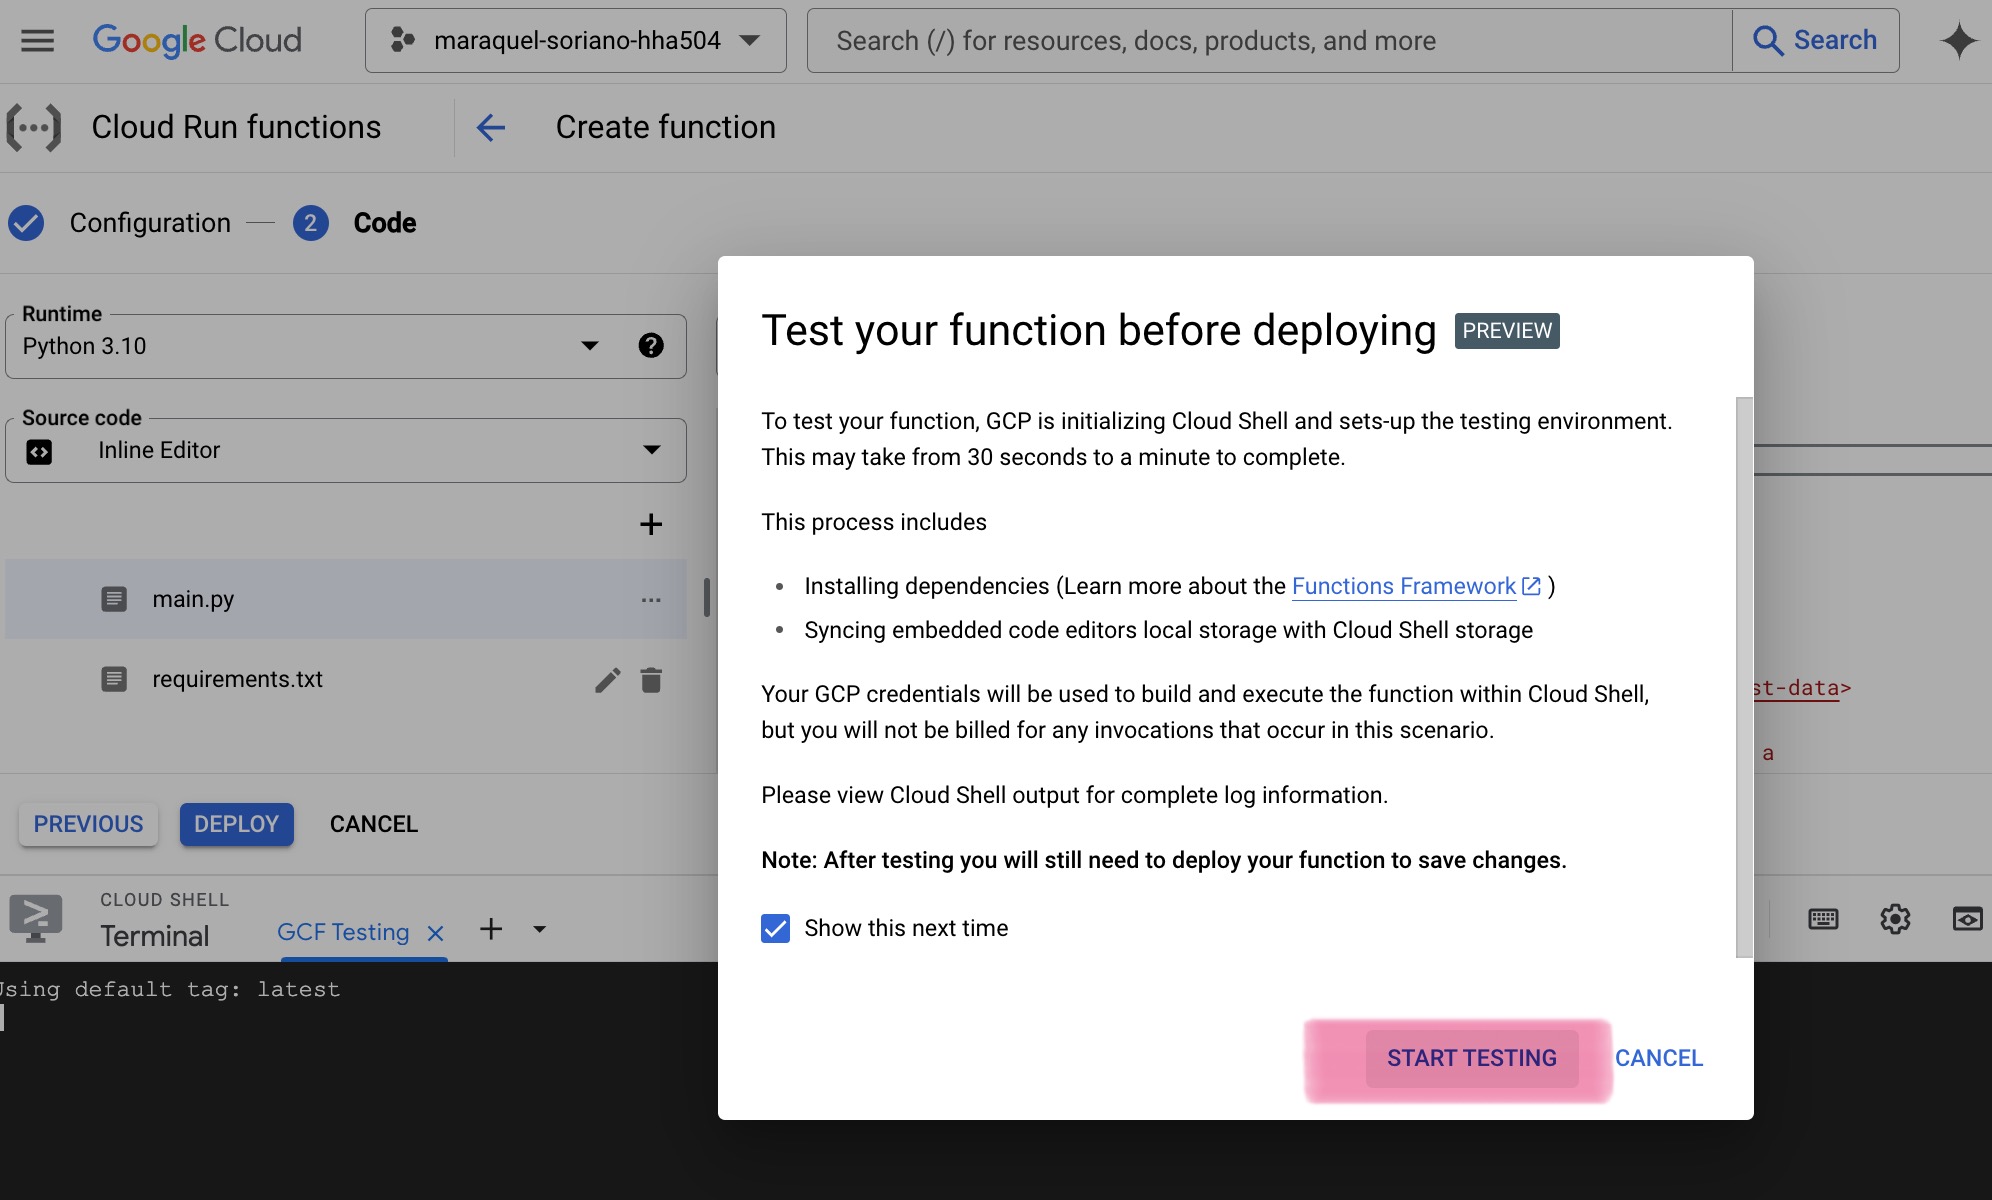 Google Cloud
maraquel-soriano-hha504
Search (/) for resources, docs, products, and more
Search
Cloud Run functions
Create function
Configuration
2
Code
Runtime
Python 3.10
Source code
Inline Editor
main.py
requirements.txt
PREVIOUS
DEPLOY
CANCEL
Test your function before deploying PREVIEW
To test your function, GCP is initializing Cloud Shell and sets-up the testing environment.
This may take from 30 seconds to a minute to complete.
This process includes
• Installing dependencies (Learn more about the Functions Framework )
• Syncing embedded code editors local storage with Cloud Shell storage
Your GCP credentials will be used to build and execute the function within Cloud Shell,
but you will not be billed for any invocations that occur in this scenario.
Please view Cloud Shell output for complete log information.
Note: After testing you will still need to deploy your function to save changes.
Show this next time
START TESTING
CANCEL
st-data>
a
CLOUD SHELL
Terminal
GCF Testing
Using default tag: latest